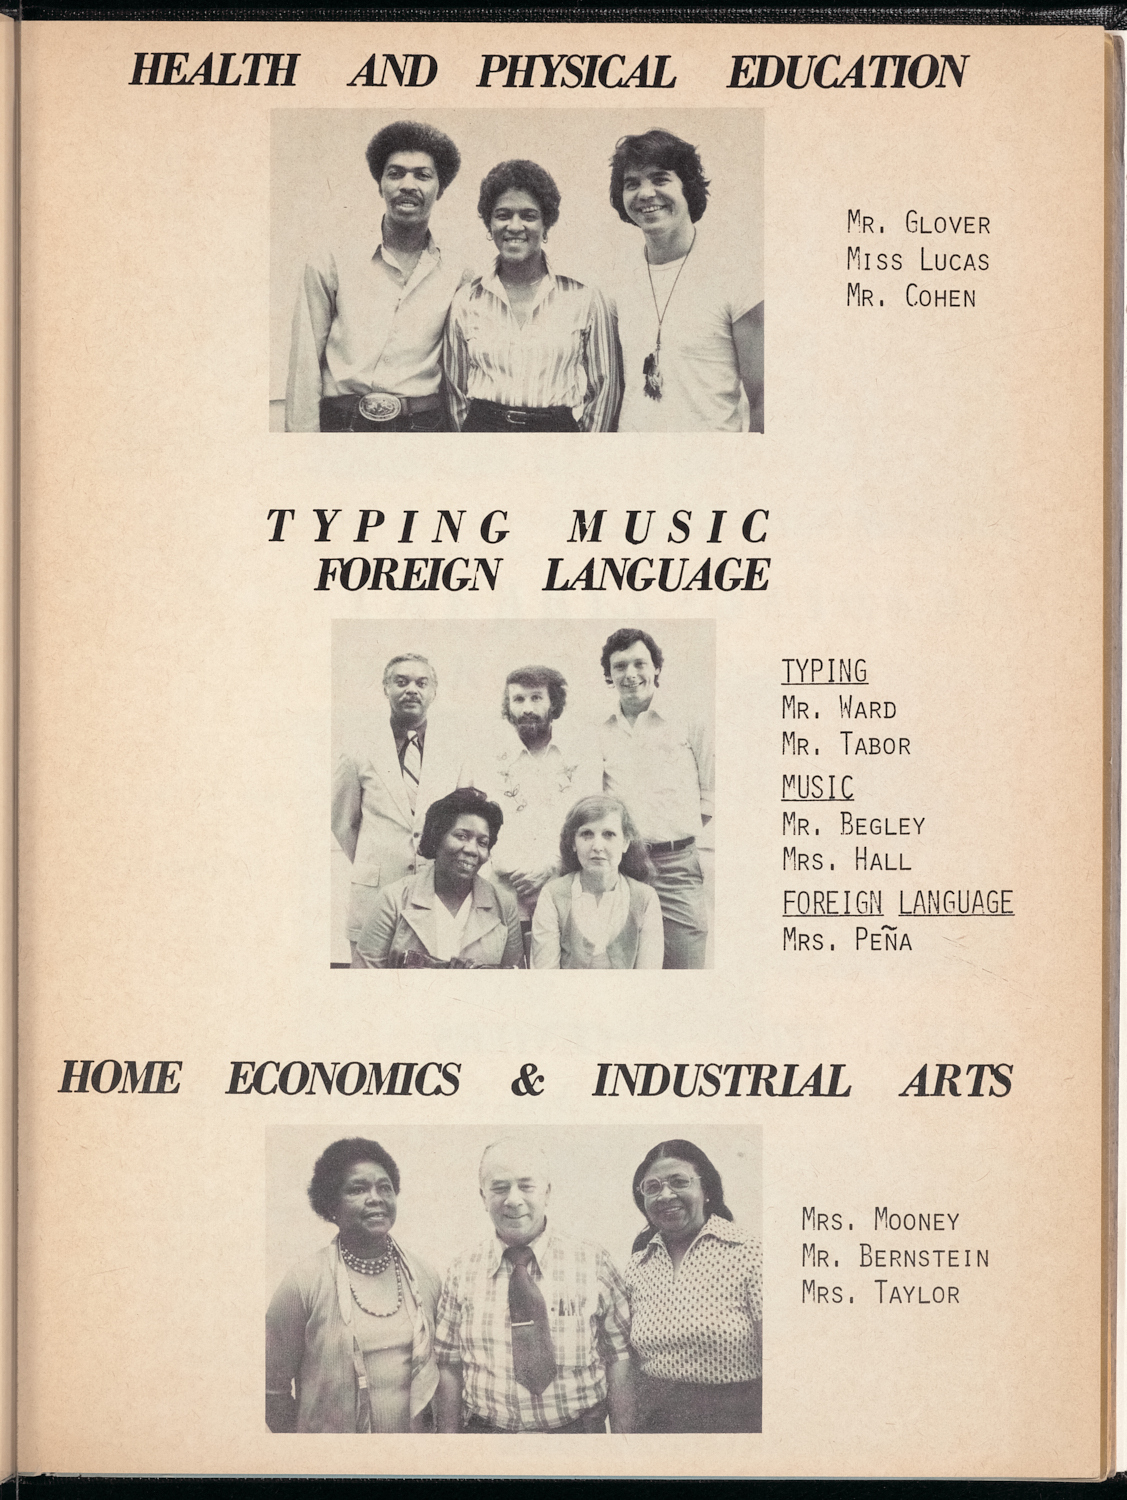 HEALTH AND PHYSICAL EDUCATION
MR. GLOVER
MISS LUCAS
MR. COHEN
TYPING MUSIC
FOREIGN LANGUAGE
TYPING
MR. WARD
MR. TABOR
MUSIC
MR. BEGLEY
MRS. HALL
FOREIGN LANGUAGE
MRS. PEÑA
HOME ECONOMICS & INDUSTRIAL ARTS
MRS. MOONEY
MR. BERNSTEIN
MRS. TAYLOR